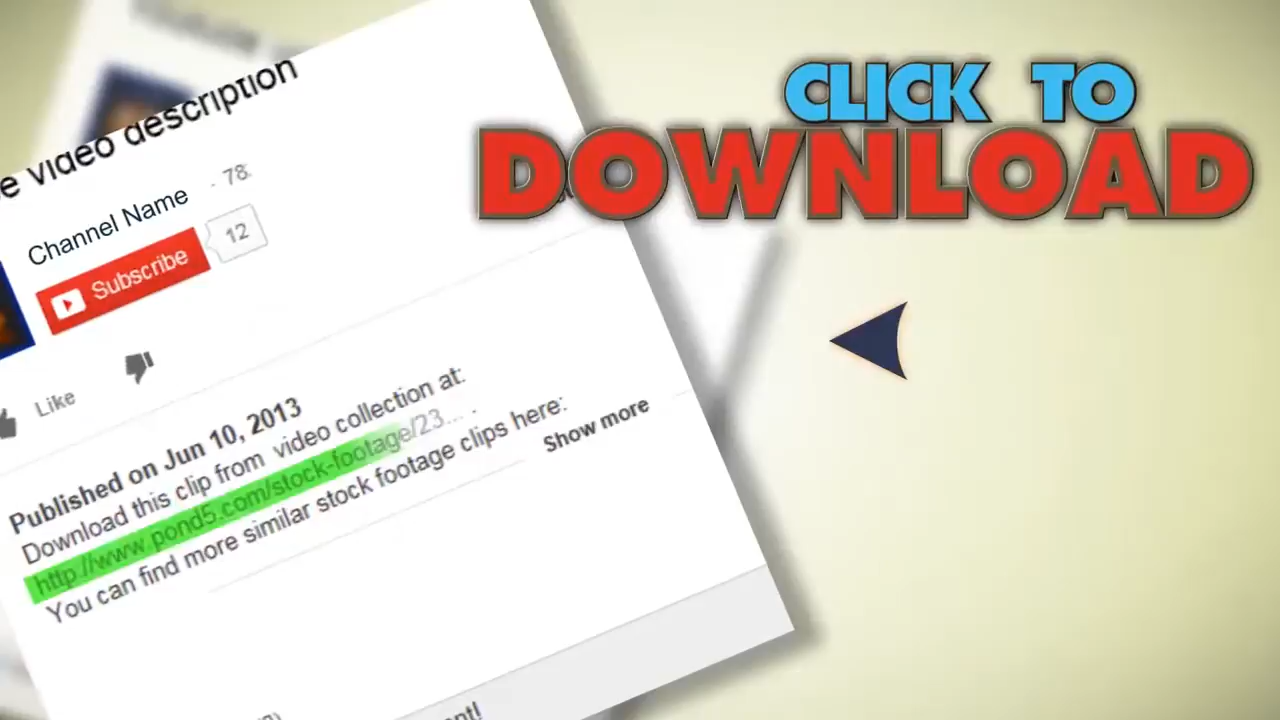 CLICK TO
DOWNLOAD
e video description
Channel Name
78
Subscribe
12
Like
Published on Jun 10, 2013
Download this clip from video collection at:
http://www.pond5.com/stock-footage/23...
You can find more similar stock footage clips here:
Show more